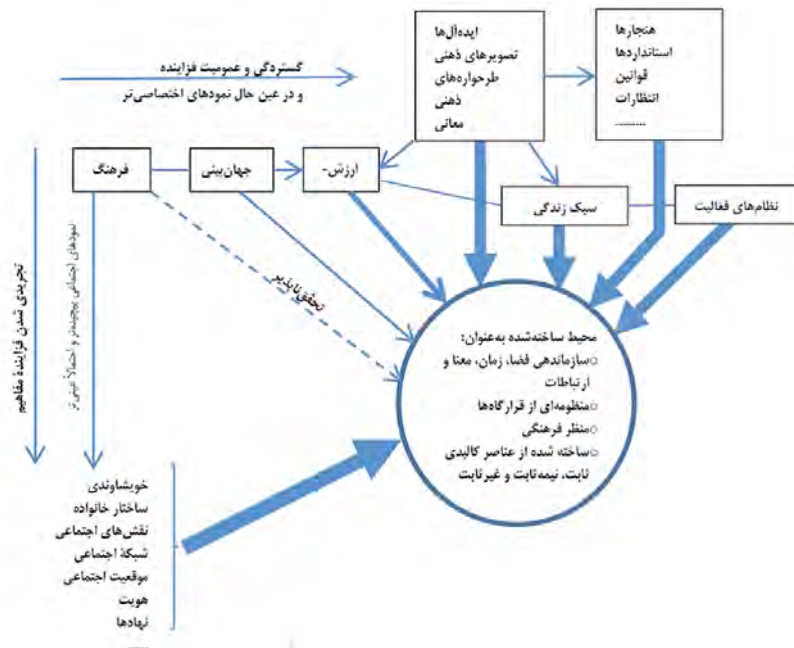 ایده‌آل‌ها
تصویرهای ذهنی
طرحواره‌های
ذهنی
معانی
هنجارها
استانداردها
قوانین
انتظارات
..........
گستردگی و عمومیت فزاینده
و در عین حال نمودهای اختصاصی‌تر
فرهنگ
جهان‌بینی
ارزش-
سبک زندگی
نظام‌های فعالیت
تجریدی شدن فزایندهٔ مفاهیم
نمودهای اجتماعی پیچیده‌تر و احتمالاً عینی‌تر
تحقق‌ناپذیر
محیط ساخته‌شده به‌عنوان:
○سازماندهی فضا، زمان، معنا و
ارتباطات
○منظومه‌ای از قرارگاه‌ها
○منظر فرهنگی
○ساخته شده از عناصر کالبدی
ثابت، نیمه‌ثابت و غیرثابت
خویشاوندی
ساختار خانواده
نقش‌های اجتماعی
شبکهٔ اجتماعی
موقعیت اجتماعی
هویت
نهادها
.....